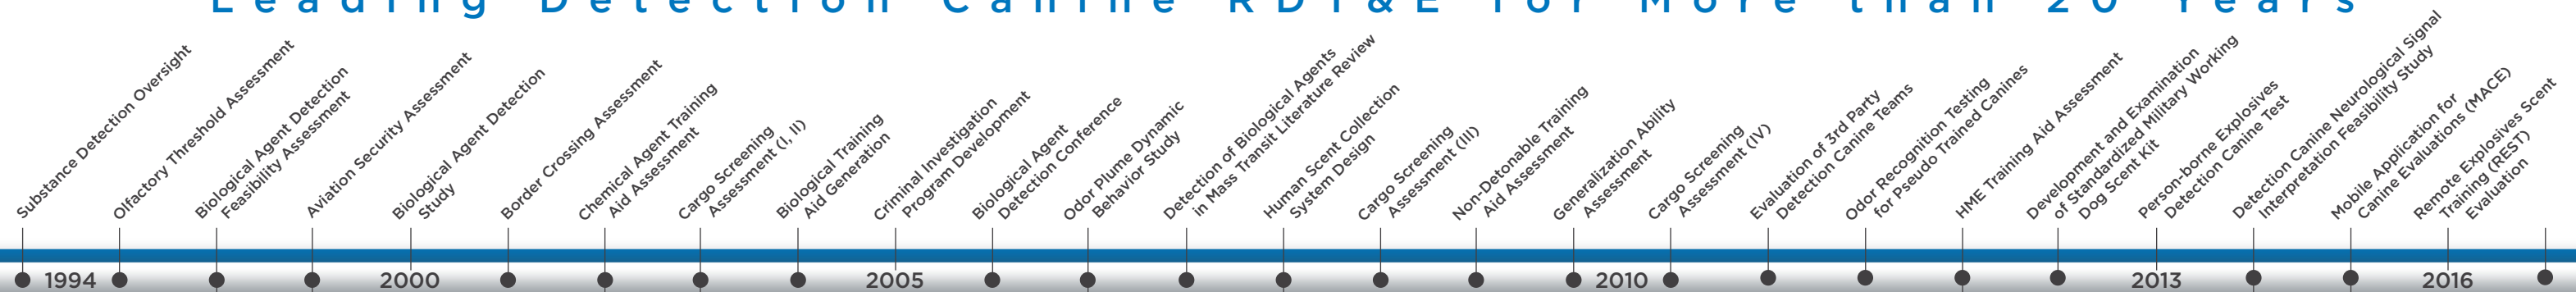 Leading Detection Canine RDT&E for More than 20 Years
Substance Detection Oversight
Olfactory Threshold Assessment
Biological Agent Detection
Feasibility Assessment
Aviation Security Assessment
Biological Agent Detection
Study
Border Crossing Assessment
Chemical Agent Training
Aid Assessment
Cargo Screening
Assessment (I, II)
Biological Training
Aid Generation
Criminal Investigation
Program Development
Biological Agent
Detection Conference
Odor Plume Dynamic
Behavior Study
Detection of Biological Agents
in Mass Transit Literature Review
Human Scent Collection
System Design
Cargo Screening
Assessment (III)
Non-Detonable Training
Aid Assessment
Generalization Ability
Assessment
Cargo Screening
Assessment (IV)
Evaluation of 3rd Party
Detection Canine Teams
Odor Recognition Testing
for Pseudo Trained Canines
HME Training Aid Assessment
Development and Examination
of Standardized Military Working
Dog Scent Kit
Person-borne Explosives
Detection Canine Test
Detection Canine Neurological Signal
Interpretation Feasibility Study
Mobile Application for
Canine Evaluations (MACE)
Remote Explosives Scent
Training (REST)
Evaluation
1994
2000
2005
2010
2013
2016